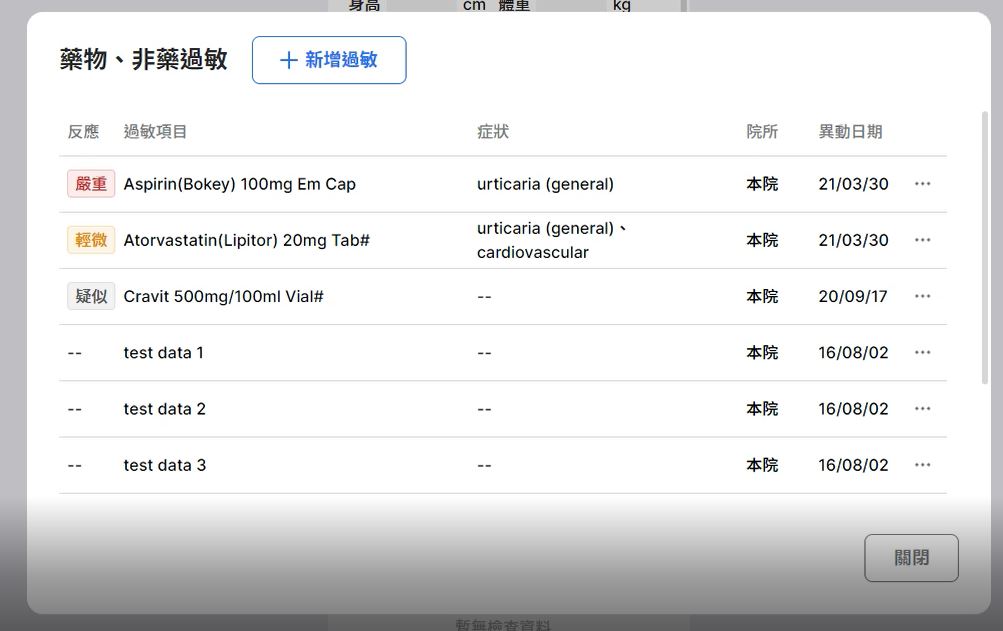 身高 cm 體重 kg
藥物、非藥過敏 + 新增過敏
反應 過敏項目 症狀 院所 異動日期
嚴重 Aspirin(Bokey) 100mg Em Cap urticaria (general) 本院 21/03/30 ···
輕微 Atorvastatin(Lipitor) 20mg Tab# urticaria (general)、 本院 21/03/30 ···
cardiovascular
疑似 Cravit 500mg/100ml Vial# -- 本院 20/09/17 ···
-- test data 1 -- 本院 16/08/02 ···
-- test data 2 -- 本院 16/08/02 ···
-- test data 3 -- 本院 16/08/02 ···
關閉
暫無檢查資料